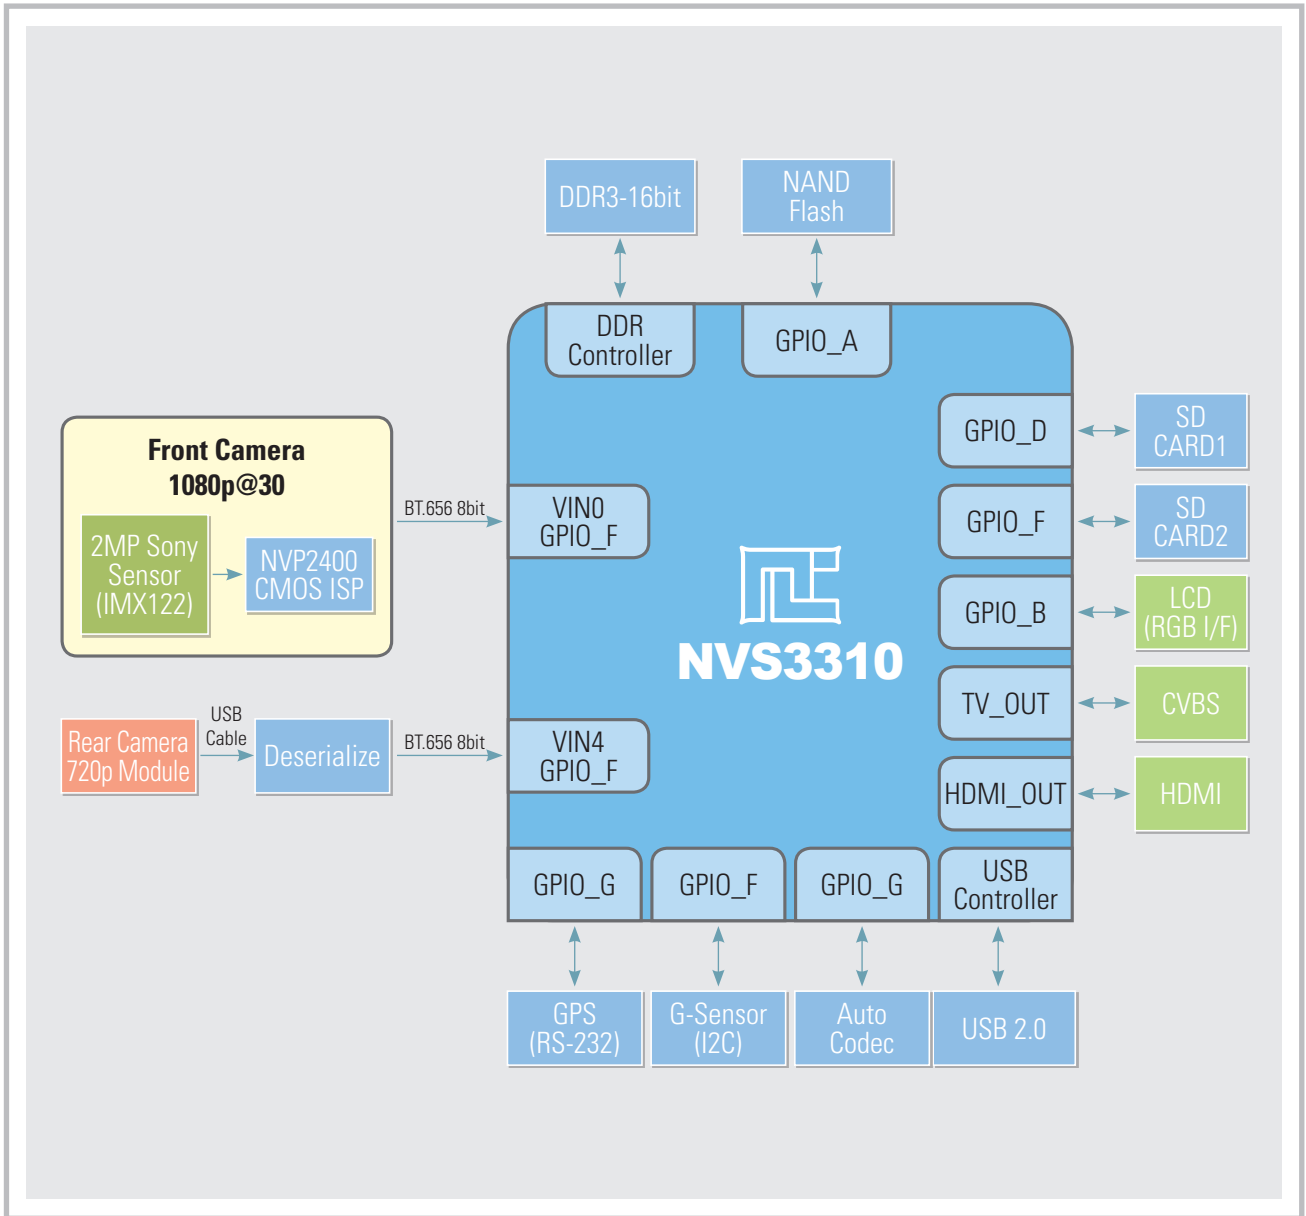 DDR3-16bit
NAND
Flash
DDR
Controller
GPIO_A
Front Camera
1080p@30
2MP Sony
Sensor
(IMX122)
NVP2400
CMOS ISP
BT.656 8bit
VIN0
GPIO_F
GPIO_D
SD
CARD1
GPIO_F
SD
CARD2
GPIO_B
LCD
(RGB I/F)
NVS3310
TV_OUT
CVBS
Rear Camera
720p Module
USB
Cable
Deserialize
BT.656 8bit
VIN4
GPIO_F
HDMI_OUT
HDMI
GPIO_G
GPIO_F
GPIO_G
USB
Controller
GPS
(RS-232)
G-Sensor
(I2C)
Auto
Codec
USB 2.0